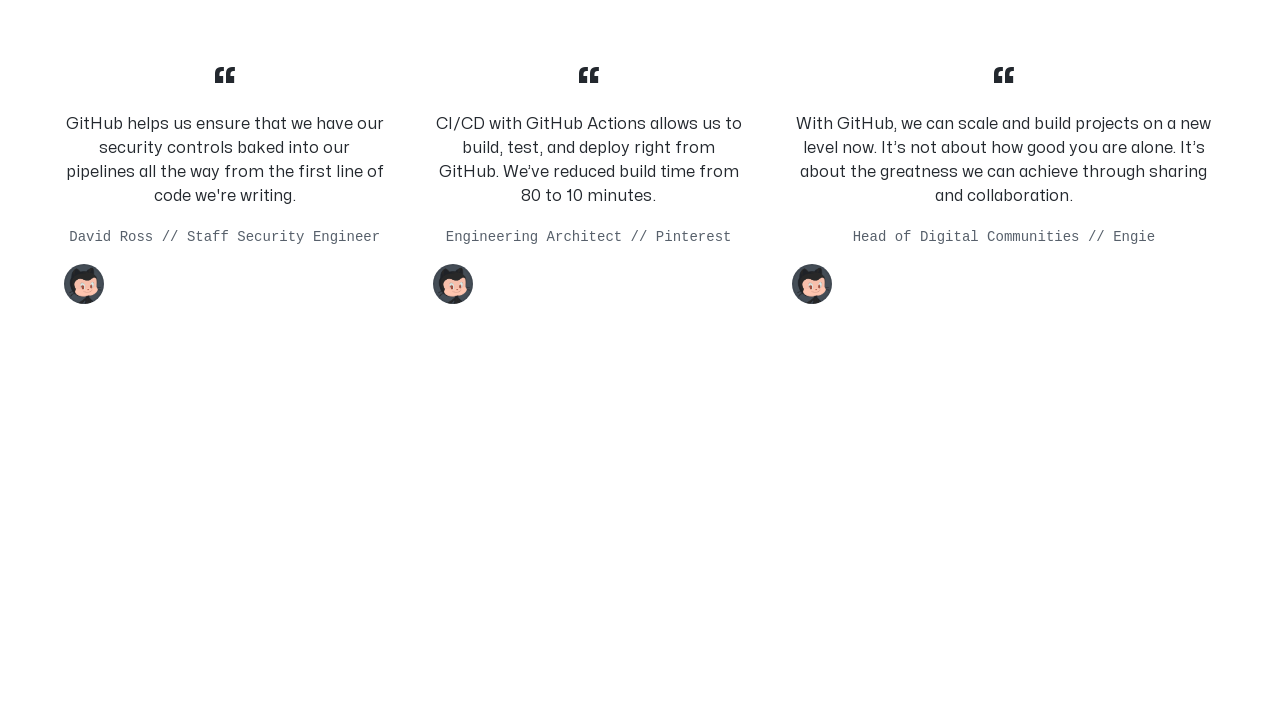 “
GitHub helps us ensure that we have our
security controls baked into our
pipelines all the way from the first line of
code we're writing.
David Ross // Staff Security Engineer
“
CI/CD with GitHub Actions allows us to
build, test, and deploy right from
GitHub. We’ve reduced build time from
80 to 10 minutes.
Engineering Architect // Pinterest
“
With GitHub, we can scale and build projects on a new
level now. It’s not about how good you are alone. It’s
about the greatness we can achieve through sharing
and collaboration.
Head of Digital Communities // Engie